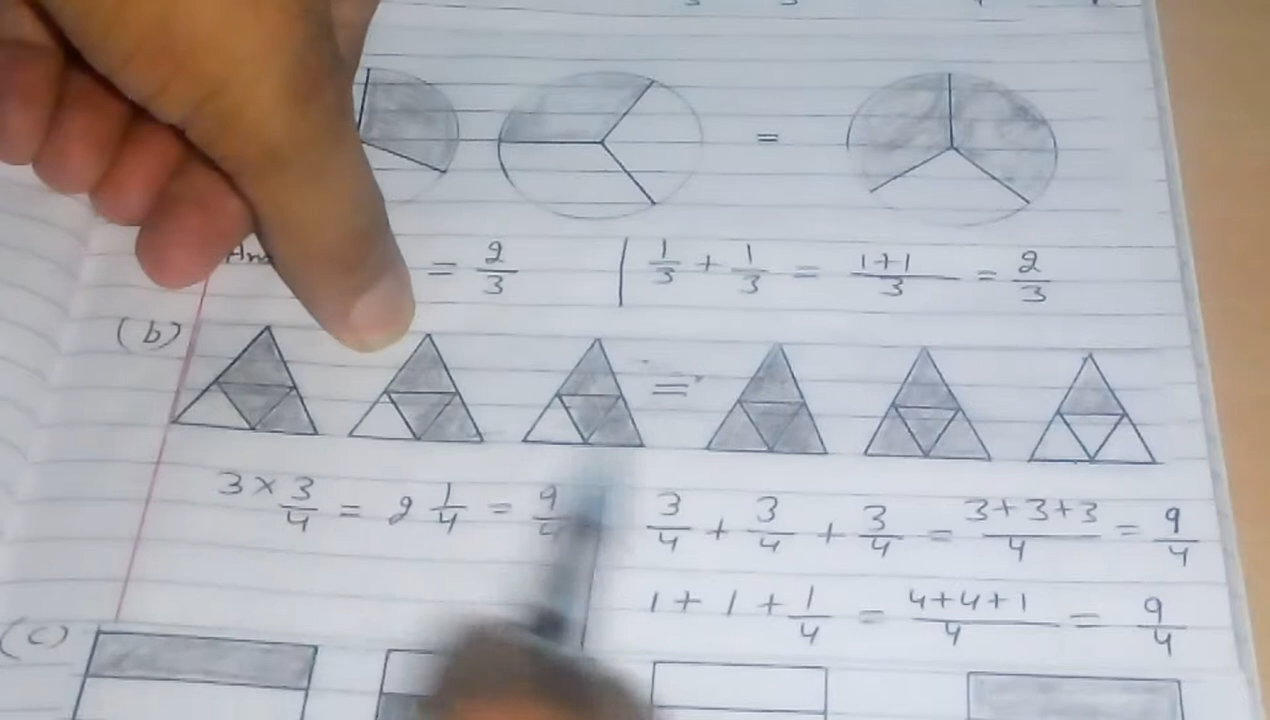 = 2/3 | 1/3 + 1/3 = 1+1/3 = 2/3
(b)
=
3 × 3/4 = 2 1/4 = 9/4
3/4 + 3/4 + 3/4 = 3+3+3/4 = 9/4
1 + 1 + 1/4 = 4+4+1/4 = 9/4
(c)